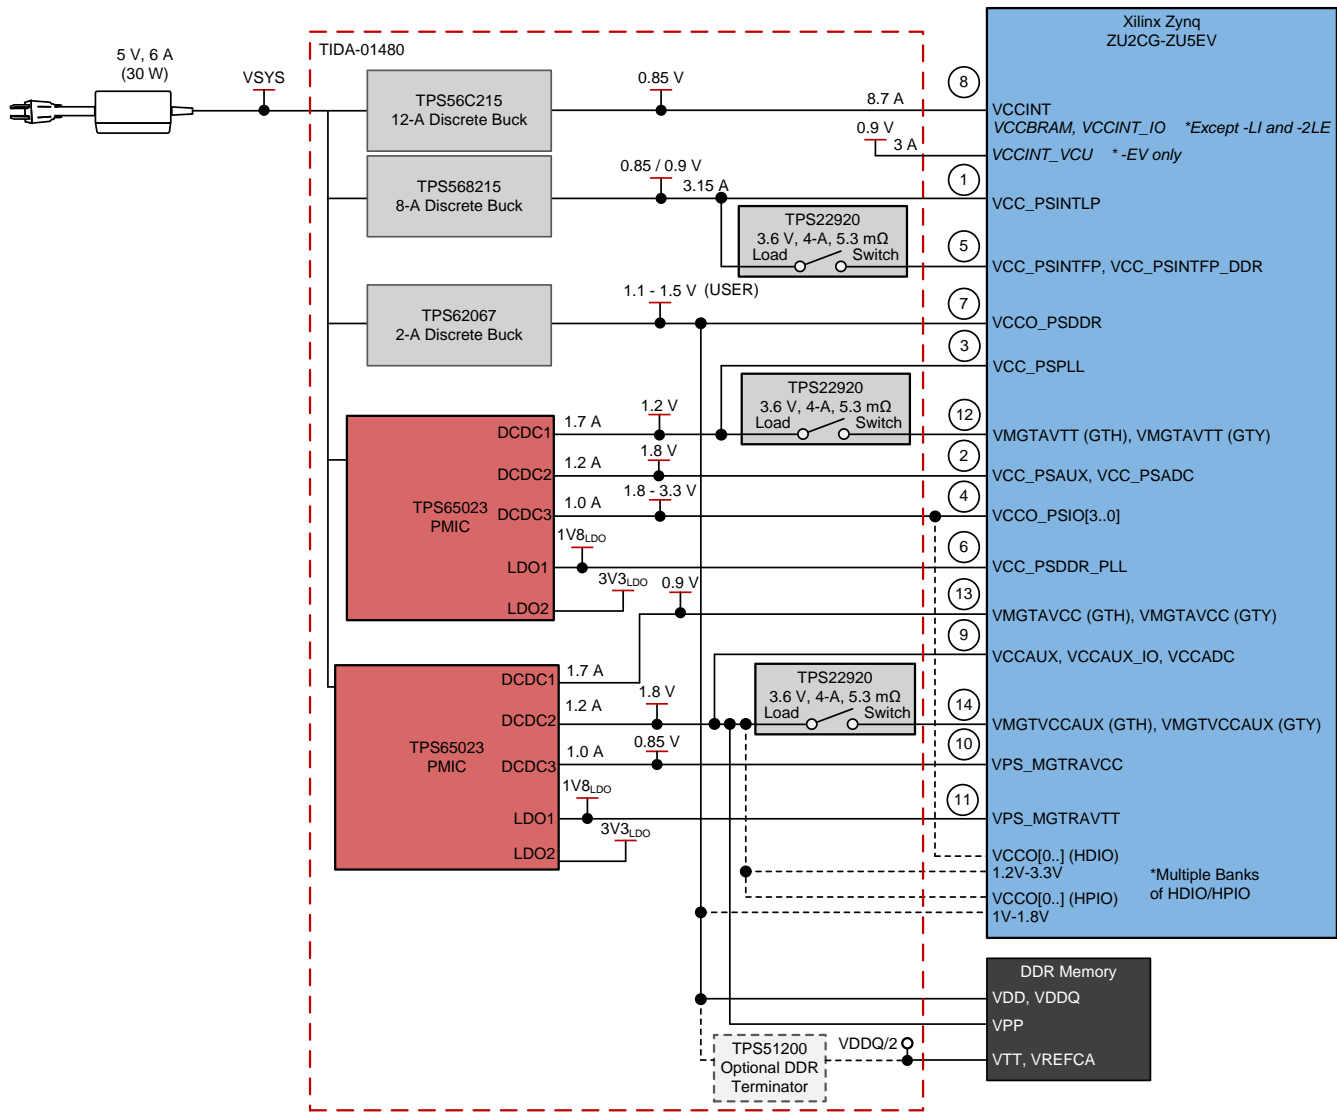 5 V, 6 A
(30 W)
VSYS
TIDA-01480
TPS56C215
12-A Discrete Buck
0.85 V
8.7 A
0.9 V
3 A
TPS568215
8-A Discrete Buck
0.85 / 0.9 V
3.15 A
TPS22920
3.6 V, 4-A, 5.3 mΩ
Load Switch
TPS62067
2-A Discrete Buck
1.1 - 1.5 V (USER)
TPS22920
3.6 V, 4-A, 5.3 mΩ
Load Switch
TPS65023
PMIC
DCDC1
1.7 A
1.2 V
DCDC2
1.2 A
1.8 V
DCDC3
1.0 A
1.8 - 3.3 V
LDO1
1V8LDO
LDO2
3V3LDO
0.9 V
TPS65023
PMIC
DCDC1
1.7 A
DCDC2
1.2 A
1.8 V
DCDC3
1.0 A
0.85 V
LDO1
1V8LDO
LDO2
3V3LDO
TPS22920
3.6 V, 4-A, 5.3 mΩ
Load Switch
TPS51200
Optional DDR
Terminator
VDDQ/2
Xilinx Zynq
ZU2CG-ZU5EV
8
VCCINT
VCCBRAM, VCCINT_IO *Except -LI and -2LE
VCCINT_VCU * -EV only
1
VCC_PSINTLP
5
VCC_PSINTFP, VCC_PSINTFP_DDR
7
VCCO_PSDDR
3
VCC_PSPLL
12
VMGTAVTT (GTH), VMGTAVTT (GTY)
2
VCC_PSAUX, VCC_PSADC
4
VCCO_PSIO[3..0]
6
VCC_PSDDR_PLL
13
VMGTAVCC (GTH), VMGTAVCC (GTY)
9
VCCAUX, VCCAUX_IO, VCCADC
14
VMGTVCCAUX (GTH), VMGTVCCAUX (GTY)
10
VPS_MGTRAVCC
11
VPS_MGTRAVTT
VCCO[0..] (HDIO)
1.2V-3.3V
VCCO[0..] (HPIO)
1V-1.8V
*Multiple Banks
of HDIO/HPIO
DDR Memory
VDD, VDDQ
VPP
VTT, VREFCA